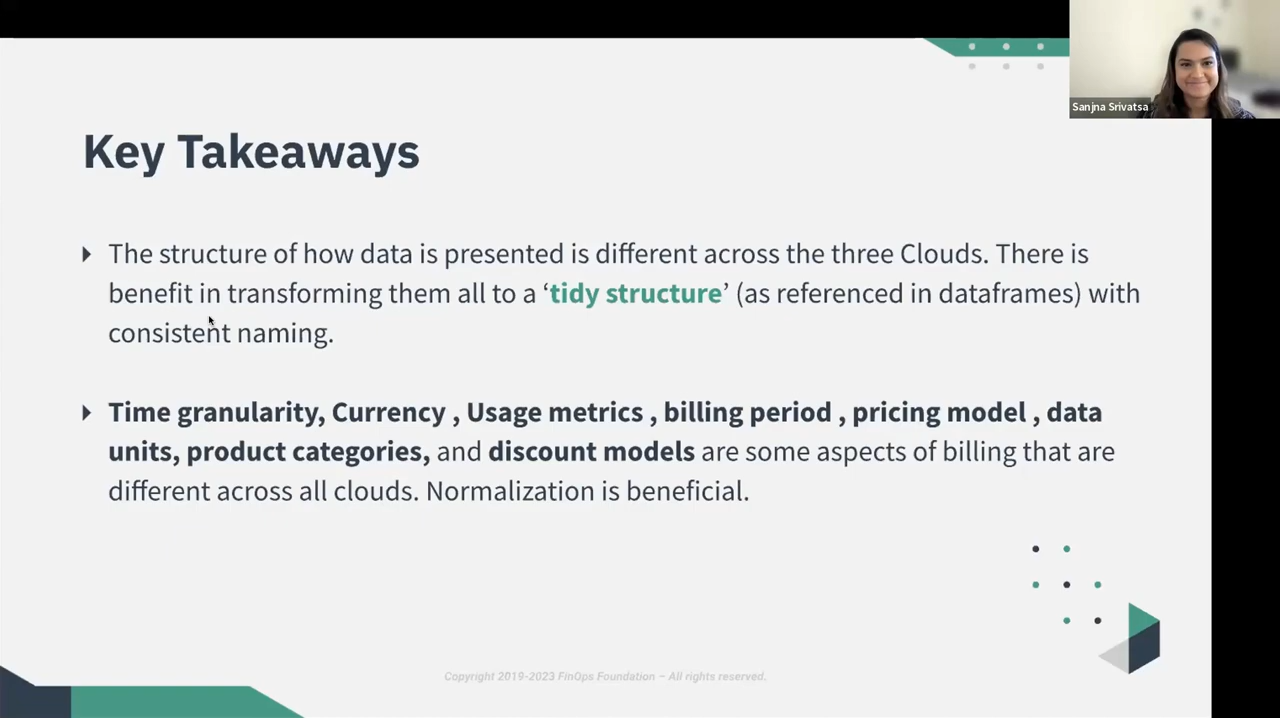 Sanjna Srivatsa
Key Takeaways
The structure of how data is presented is different across the three Clouds. There is
benefit in transforming them all to a ‘tidy structure’ (as referenced in dataframes) with
consistent naming.
Time granularity, Currency , Usage metrics , billing period , pricing model , data
units, product categories, and discount models are some aspects of billing that are
different across all clouds. Normalization is beneficial.
Copyright 2019-2023 FinOps Foundation – All rights reserved.